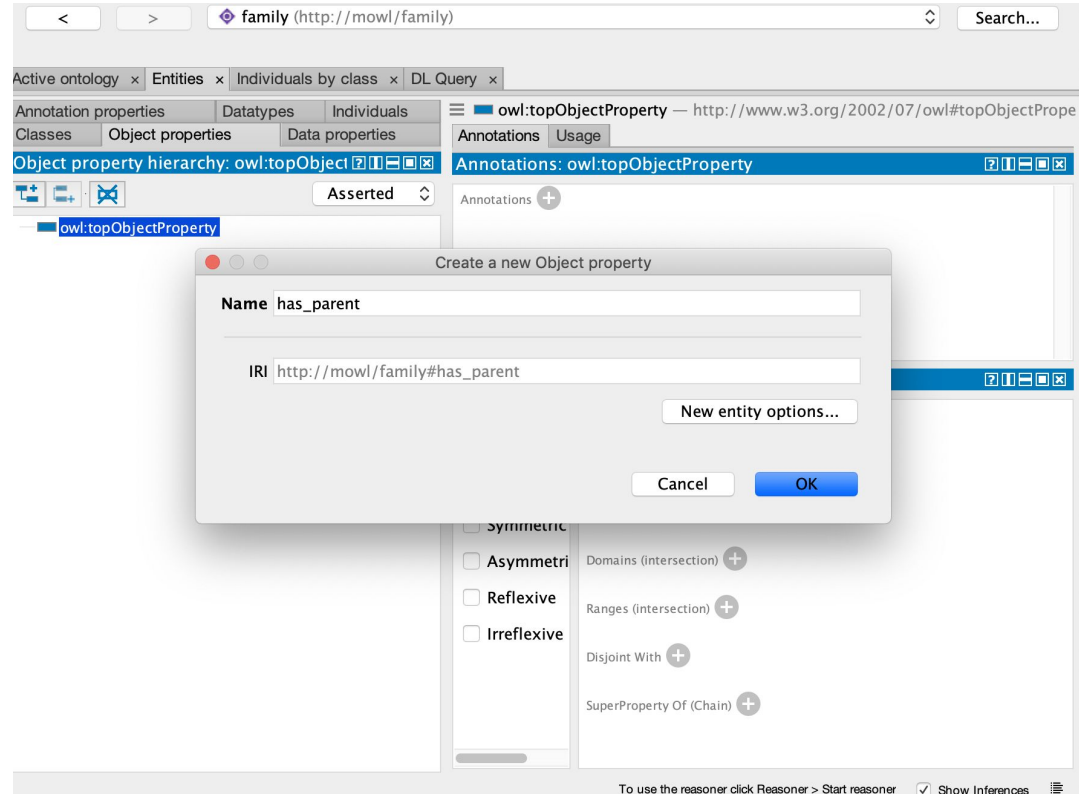 < > family (http://mowl/family) Search...
Active ontology × Entities × Individuals by class × DL Query ×
Annotation properties Datatypes Individuals
Classes Object properties Data properties
Object property hierarchy: owl:topObject
Asserted
owl:topObjectProperty
owl:topObjectProperty — http://www.w3.org/2002/07/owl#topObjectPrope
Annotations Usage
Annotations: owl:topObjectProperty
Annotations
Create a new Object property
Name has_parent
IRI http://mowl/family#has_parent
New entity options...
Cancel OK
Symmetric
Asymmetri
Reflexive
Irreflexive
Domains (intersection)
Ranges (intersection)
Disjoint With
SuperProperty Of (Chain)
To use the reasoner click Reasoner > Start reasoner Show Inferences